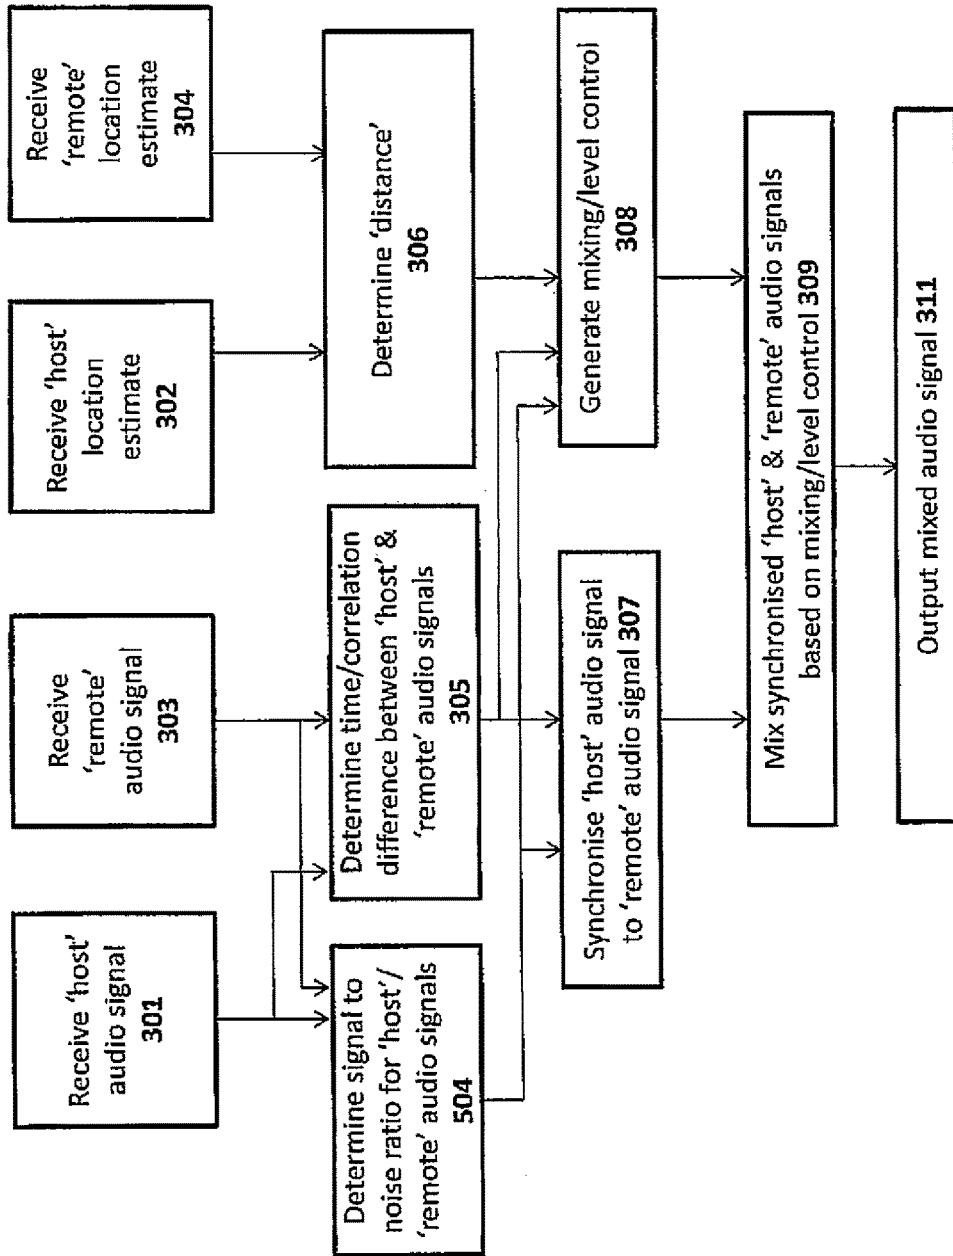 Receive 'host'
audio signal
301
Receive
'remote'
audio signal
303
Receive 'host'
location
estimate
302
Receive
'remote'
location
estimate
304
Determine signal to
noise ratio for 'host'/
'remote' audio signals
504
Determine time/correlation
difference between 'host' &
'remote' audio signals
305
Determine 'distance'
306
Synchronise 'host' audio signal
to 'remote' audio signal 307
Generate mixing/level control
308
Mix synchronised 'host' & 'remote' audio signals
based on mixing/level control 309
Output mixed audio signal 311